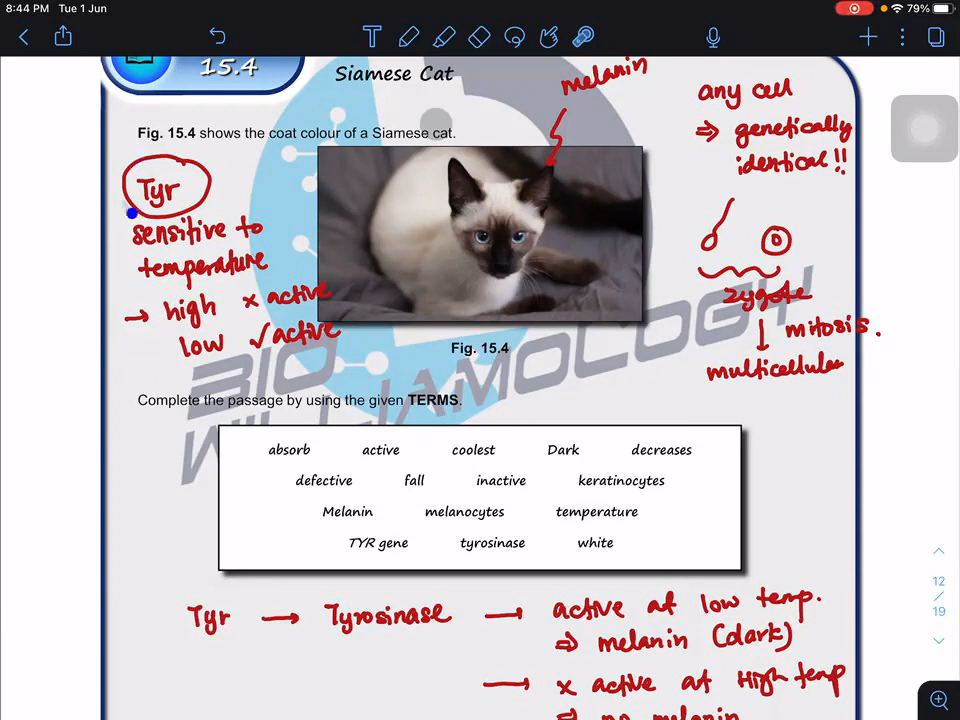 8:44 PM Tue 1 Jun
79%
15.4
Siamese Cat
melanin
any cell
⇒ genetically
identical!!
Fig. 15.4 shows the coat colour of a Siamese cat.
Tyr
sensitive to
temperature
→ high x active
low ✓active
zygote
mitosis.
multicellular
Fig. 15.4
BIO
WILLIAMOLOGY
Complete the passage by using the given TERMS.
absorb active coolest Dark decreases
defective fall inactive keratinocytes
Melanin melanocytes temperature
TYR gene tyrosinase white
12
/
19
Tyr → Tyrosinase → active at low temp.
⇒ melanin (dark)
→ x active at High temp
⇒ no melanin